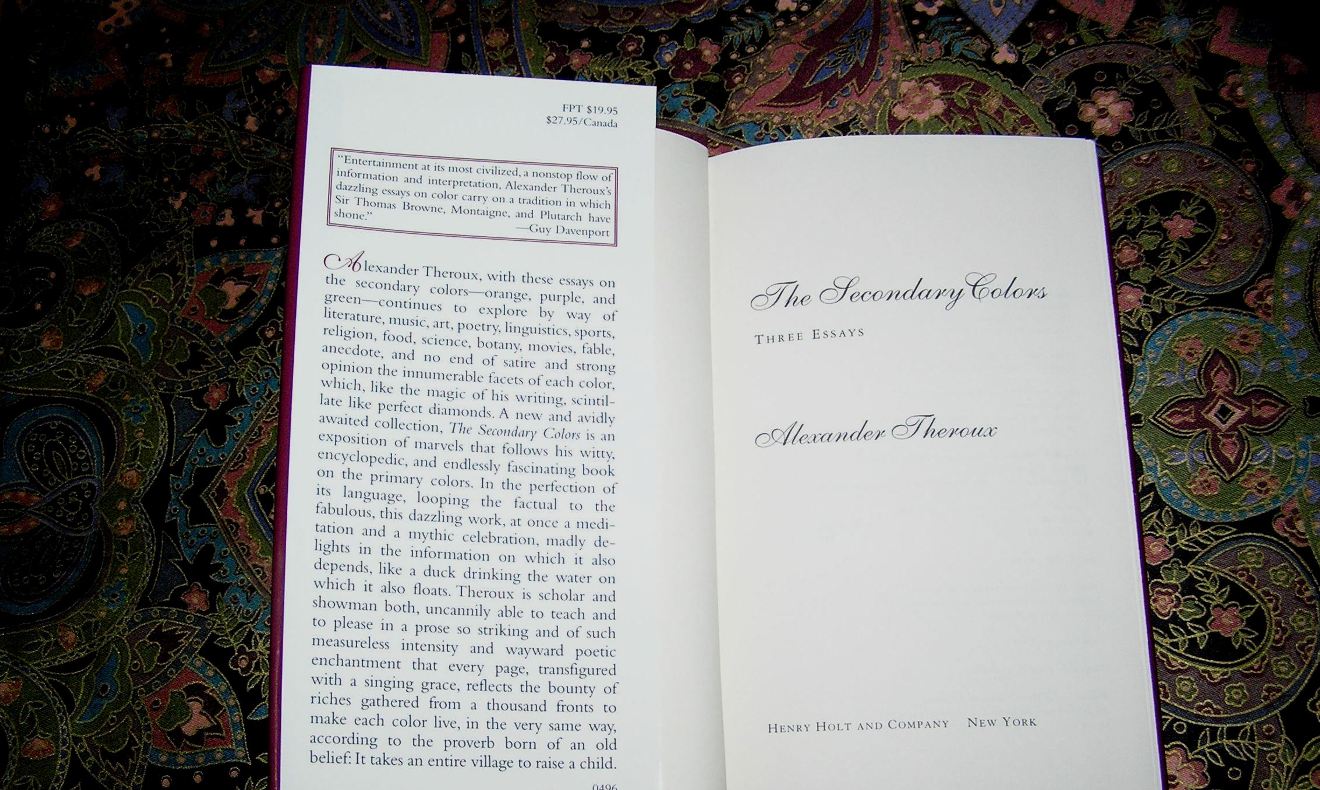 FPT $19.95
$27.95/Canada
“Entertainment at its most civilized, a nonstop flow of
information and interpretation, Alexander Theroux’s
dazzling essays on color carry on a tradition in which
Sir Thomas Browne, Montaigne, and Plutarch have
shone.”
—Guy Davenport
Alexander Theroux, with these essays on
the secondary colors—orange, purple, and
green—continues to explore by way of
literature, music, art, poetry, linguistics, sports,
religion, food, science, botany, movies, fable,
anecdote, and no end of satire and strong
opinion the innumerable facets of each color,
which, like the magic of his writing, scintil-
late like perfect diamonds. A new and avidly
awaited collection, The Secondary Colors is an
exposition of marvels that follows his witty,
encyclopedic, and endlessly fascinating book
on the primary colors. In the perfection of
its language, looping the factual to the
fabulous, this dazzling work, at once a medi-
tation and a mythic celebration, madly de-
lights in the information on which it also
depends, like a duck drinking the water on
which it also floats. Theroux is scholar and
showman both, uncannily able to teach and
to please in a prose so striking and of such
measureless intensity and wayward poetic
enchantment that every page, transfigured
with a singing grace, reflects the bounty of
riches gathered from a thousand fronts to
make each color live, in the very same way,
according to the proverb born of an old
belief: It takes an entire village to raise a child.
0496
The Secondary Colors
THREE ESSAYS
Alexander Theroux
HENRY HOLT AND COMPANY NEW YORK